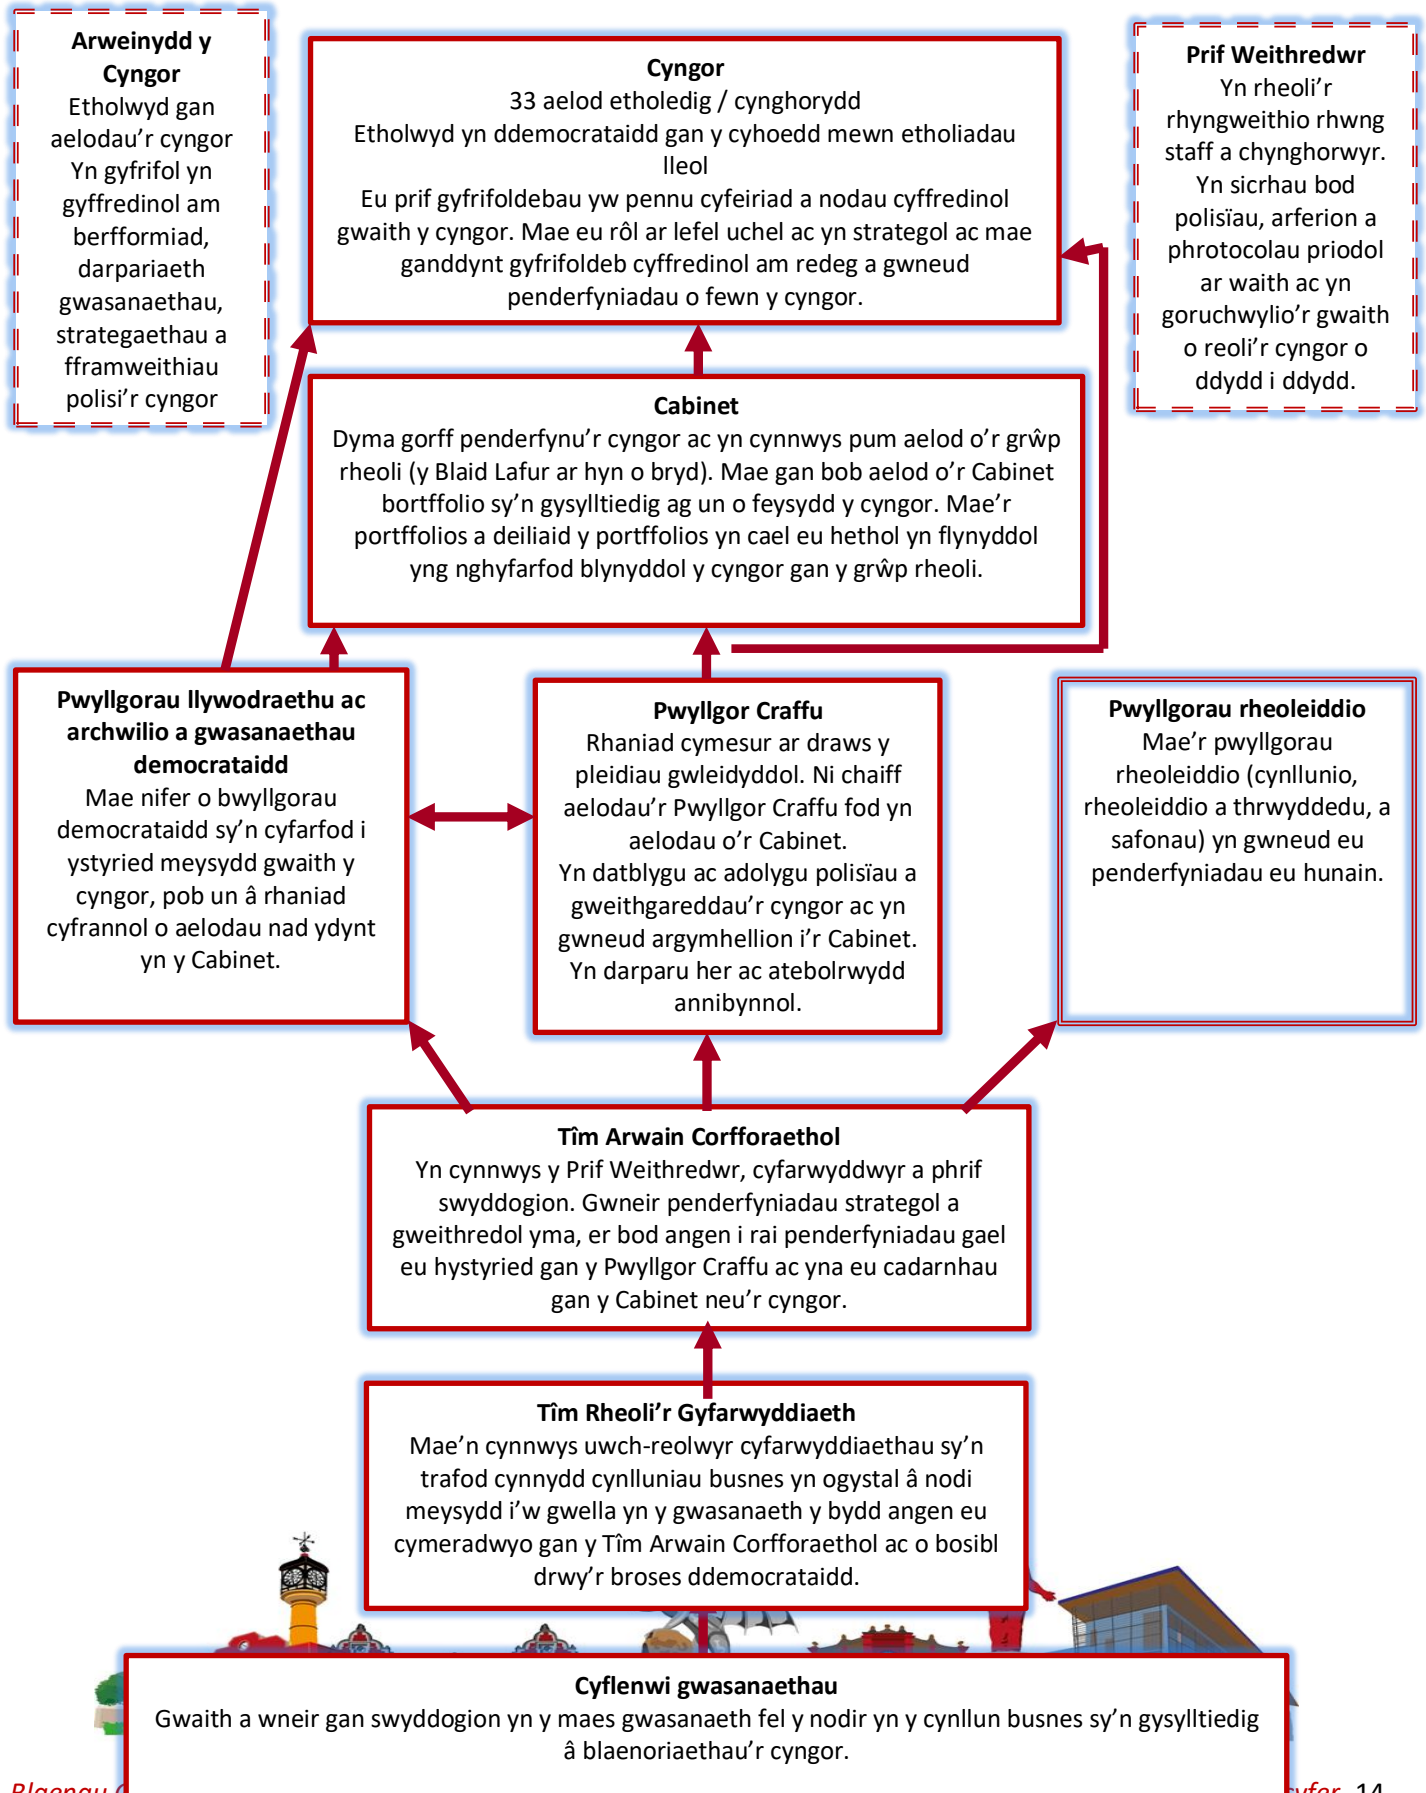 Arweinydd y
Cyngor
Etholwyd gan
aelodau'r cyngor
Yn gyfrifol yn
gyffredinol am
berfformiad,
darpariaeth
gwasanaethau,
strategaethau a
fframweithiau
polisi'r cyngor
Cyngor
33 aelod etholedig / cynghorydd
Etholwyd yn ddemocrataidd gan y cyhoedd mewn etholiadau
lleol
Eu prif gyfrifoldebau yw pennu cyfeiriad a nodau cyffredinol
gwaith y cyngor. Mae eu rôl ar lefel uchel ac yn strategol ac mae
ganddynt gyfrifoldeb cyffredinol am redeg a gwneud
penderfyniadau o fewn y cyngor.
Prif Weithredwr
Yn rheoli'r
rhyngweithio rhwng
staff a chynghorwyr.
Yn sicrhau bod
polisïau, arferion a
phrotocolau priodol
ar waith ac yn
goruchwylio'r gwaith
o reoli'r cyngor o
ddydd i ddydd.
Cabinet
Dyma gorff penderfynu'r cyngor ac yn cynnwys pum aelod o'r grŵp
rheoli (y Blaid Lafur ar hyn o bryd). Mae gan bob aelod o'r Cabinet
bortffolio sy'n gysylltiedig ag un o feysydd y cyngor. Mae'r
portffolios a deiliaid y portffolios yn cael eu hethol yn flynyddol
yng nghyfarfod blynyddol y cyngor gan y grŵp rheoli.
Pwyllgorau llywodraethu ac
archwilio a gwasanaethau
democrataidd
Mae nifer o bwyllgorau
democrataidd sy'n cyfarfod i
ystyried meysydd gwaith y
cyngor, pob un â rhaniad
cyfrannol o aelodau nad ydynt
yn y Cabinet.
Pwyllgor Craffu
Rhaniad cymesur ar draws y
pleidiau gwleidyddol. Ni chaiff
aelodau'r Pwyllgor Craffu fod yn
aelodau o'r Cabinet.
Yn datblygu ac adolygu polisïau a
gweithgareddau'r cyngor ac yn
gwneud argymhellion i'r Cabinet.
Yn darparu her ac atebolrwydd
annibynnol.
Pwyllgorau rheoleiddio
Mae'r pwyllgorau
rheoleiddio (cynllunio,
rheoleiddio a thrwyddedu, a
safonau) yn gwneud eu
penderfyniadau eu hunain.
Tîm Arwain Corfforaethol
Yn cynnwys y Prif Weithredwr, cyfarwyddwyr a phrif
swyddogion. Gwneir penderfyniadau strategol a
gweithredol yma, er bod angen i rai penderfyniadau gael
eu hystyried gan y Pwyllgor Craffu ac yna eu cadarnhau
gan y Cabinet neu'r cyngor.
Tîm Rheoli'r Gyfarwyddiaeth
Mae'n cynnwys uwch-reolwyr cyfarwyddiaethau sy'n
trafod cynnydd cynlluniau busnes yn ogystal â nodi
meysydd i'w gwella yn y gwasanaeth y bydd angen eu
cymeradwyo gan y Tîm Arwain Corfforaethol ac o bosibl
drwy'r broses ddemocrataidd.
Cyflenwi gwasanaethau
Gwaith a wneir gan swyddogion yn y maes gwasanaeth fel y nodir yn y cynllun busnes sy'n gysylltiedig
â blaenoriaethau'r cyngor.
Blaenau 14